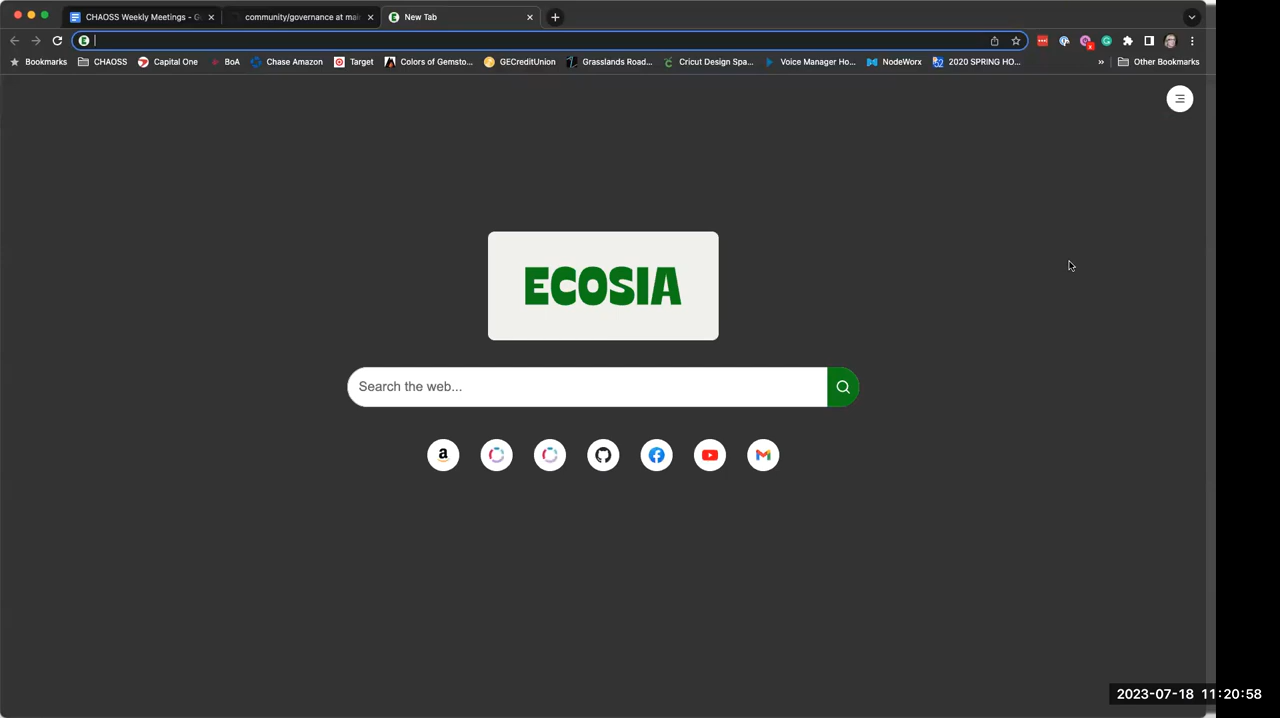 CHAOSS Weekly Meetings - G
community/governance at mai
New Tab
Bookmarks CHAOSS Capital One BoA Chase Amazon Target Colors of Gemsto... GECreditUnion Grasslands Road... Cricut Design Spa... Voice Manager Ho... NodeWorx 2020 SPRING HO... » Other Bookmarks
ECOSIA
Search the web...
2023-07-18 11:20:58